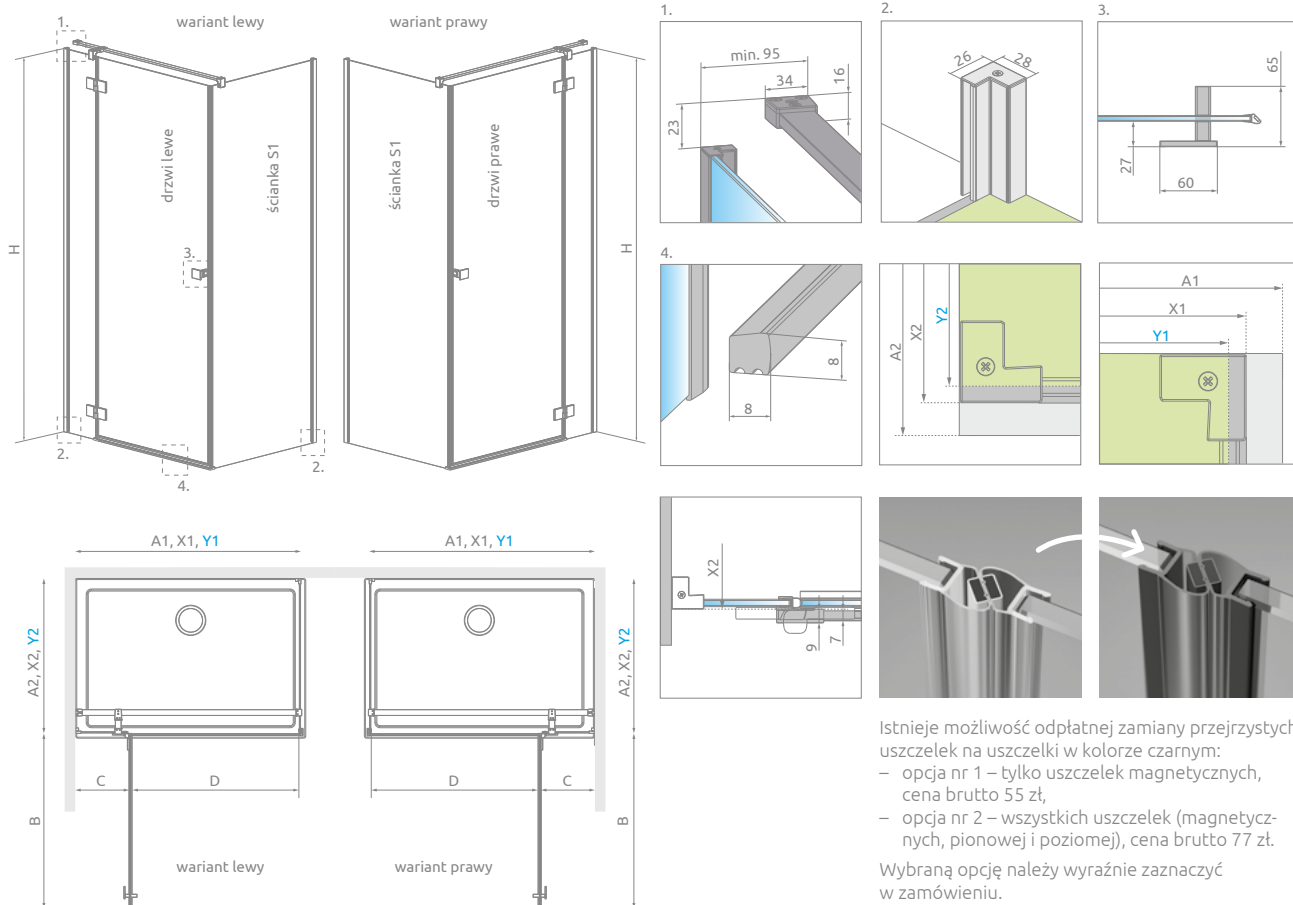 1.
wariant lewy
wariant prawy
drzwi lewe
ścianka S1
ścianka S1
drzwi prawe
H
H
3.
2.
2.
4.
1.
min. 95
34
16
23
2.
26
28
3.
65
27
60
4.
8
8
A2
X2
Y2
A1
X1
Y1
A1, X1, Y1
A1, X1, Y1
A2, X2, Y2
A2, X2, Y2
C
D
D
C
B
B
wariant lewy
wariant prawy
X2
9
7
Istnieje możliwość odpłatnej zamiany przejrzystych
uszczelek na uszczelki w kolorze czarnym:
– opcja nr 1 – tylko uszczelek magnetycznych,
cena brutto 55 zł,
– opcja nr 2 – wszystkich uszczelek (magnetycz-
nych, pionowej i poziomej), cena brutto 77 zł.
Wybraną opcję należy wyraźnie zaznaczyć
w zamówieniu.